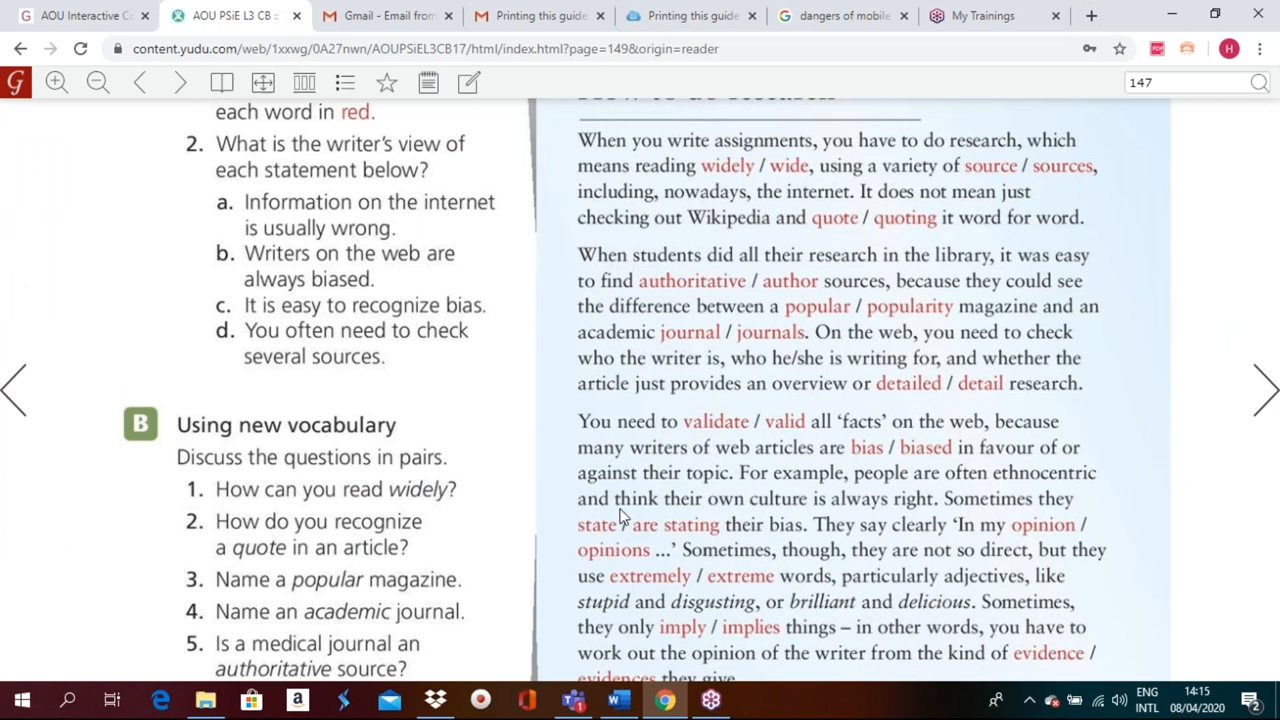 AOU Interactive C
AOU PSiE L3 CB ::
Gmail - Email from
Printing this guide
Printing this guide
dangers of mobile
My Trainings
content.yudu.com/web/1xxwg/0A27nwn/AOUPSiEL3CB17/html/index.html?page=149&origin=reader
H
G
147
each word in red.
2. What is the writer's view of
each statement below?
a. Information on the internet
is usually wrong.
b. Writers on the web are
always biased.
c. It is easy to recognize bias.
d. You often need to check
several sources.
B Using new vocabulary
Discuss the questions in pairs.
1. How can you read widely?
2. How do you recognize
a quote in an article?
3. Name a popular magazine.
4. Name an academic journal.
5. Is a medical journal an
authoritative source?
When you write assignments, you have to do research, which
means reading widely / wide, using a variety of source / sources,
including, nowadays, the internet. It does not mean just
checking out Wikipedia and quote / quoting it word for word.
When students did all their research in the library, it was easy
to find authoritative / author sources, because they could see
the difference between a popular / popularity magazine and an
academic journal / journals. On the web, you need to check
who the writer is, who he/she is writing for, and whether the
article just provides an overview or detailed / detail research.
You need to validate / valid all 'facts' on the web, because
many writers of web articles are bias / biased in favour of or
against their topic. For example, people are often ethnocentric
and think their own culture is always right. Sometimes they
state / are stating their bias. They say clearly 'In my opinion /
opinions ...' Sometimes, though, they are not so direct, but they
use extremely / extreme words, particularly adjectives, like
stupid and disgusting, or brilliant and delicious. Sometimes,
they only imply / implies things – in other words, you have to
work out the opinion of the writer from the kind of evidence /
evidences they give.
ENG
INTL
14:15
08/04/2020